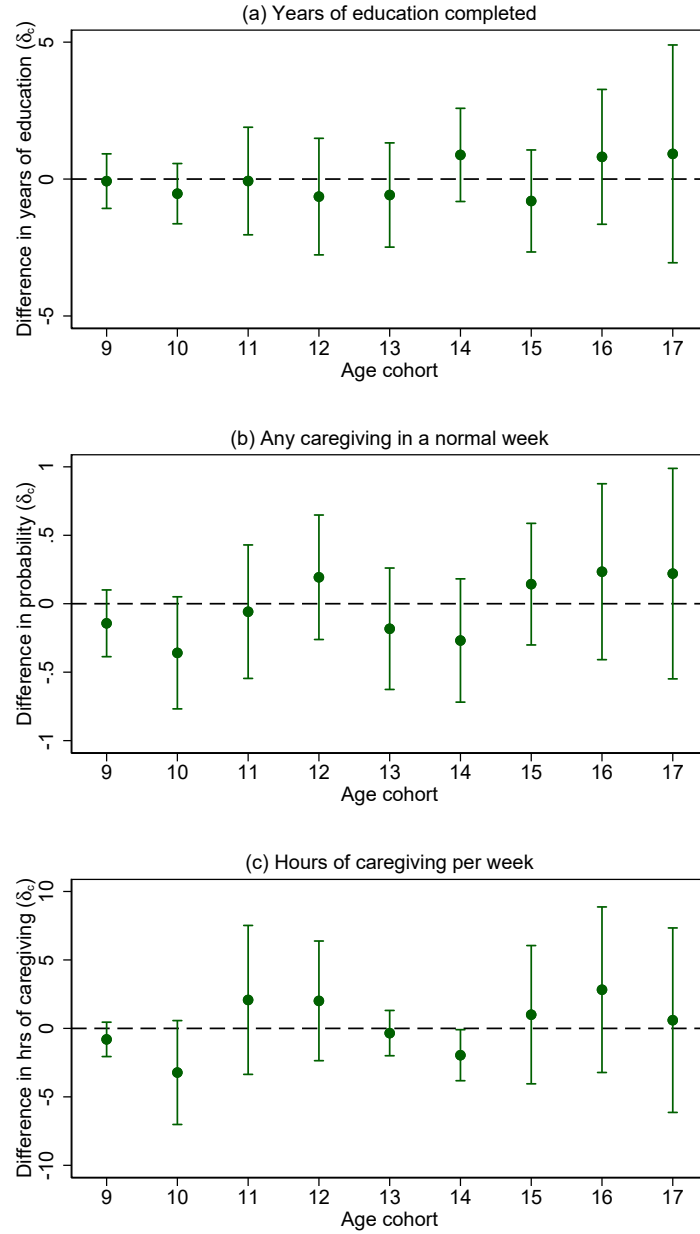 (a) Years of education completed
Difference in years of education (δc)
5
0
-5
9 10 11 12 13 14 15 16 17
Age cohort
(b) Any caregiving in a normal week
Difference in probability (δc)
1
.5
0
-.5
-1
9 10 11 12 13 14 15 16 17
Age cohort
(c) Hours of caregiving per week
Difference in hrs of caregiving (δc)
10
5
0
-5
-10
9 10 11 12 13 14 15 16 17
Age cohort